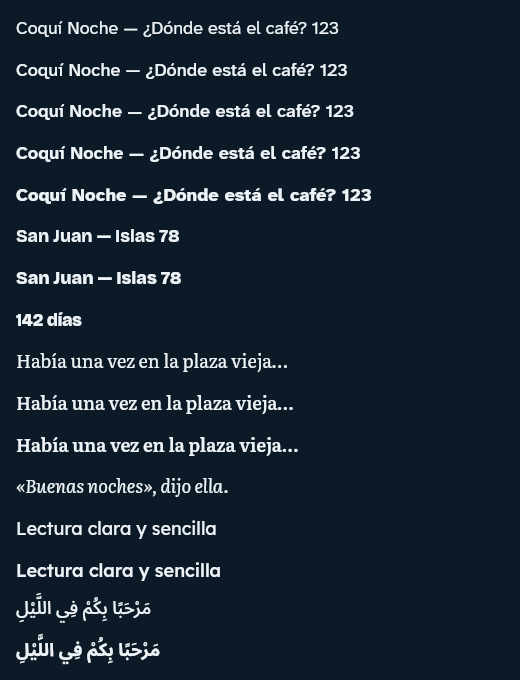 Coquí Noche — ¿Dónde está el café? 123
Coquí Noche — ¿Dónde está el café? 123
Coquí Noche — ¿Dónde está el café? 123
Coquí Noche — ¿Dónde está el café? 123
Coquí Noche — ¿Dónde está el café? 123
San Juan — Islas 78
San Juan — Islas 78
142 días
Había una vez en la plaza vieja…
Había una vez en la plaza vieja…
Había una vez en la plaza vieja…
«Buenas noches», dijo ella.
Lectura clara y sencilla
Lectura clara y sencilla
مَرْحَبًا بِكُمْ فِي اللَّيْلِ
مَرْحَبًا بِكُمْ فِي اللَّيْلِ